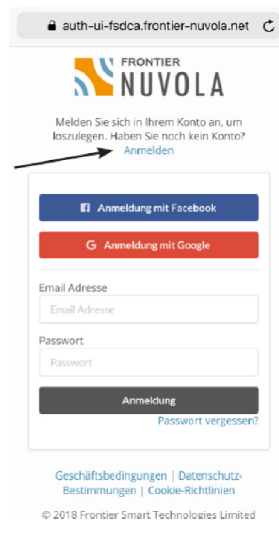 auth-ui-fsdca.frontier-nuvola.net
FRONTIER
NUVOLA
Melden Sie sich in Ihrem Konto an, um
loszulegen. Haben Sie noch kein Konto?
Anmelden
Anmeldung mit Facebook
G Anmeldung mit Google
Email Adresse
Email Adresse
Passwort
Passwort
Anmeldung
Passwort vergessen?
Geschäftsbedingungen | Datenschutz-
Bestimmungen | Cookie-Richtlinien
© 2018 Frontier Smart Technologies Limited